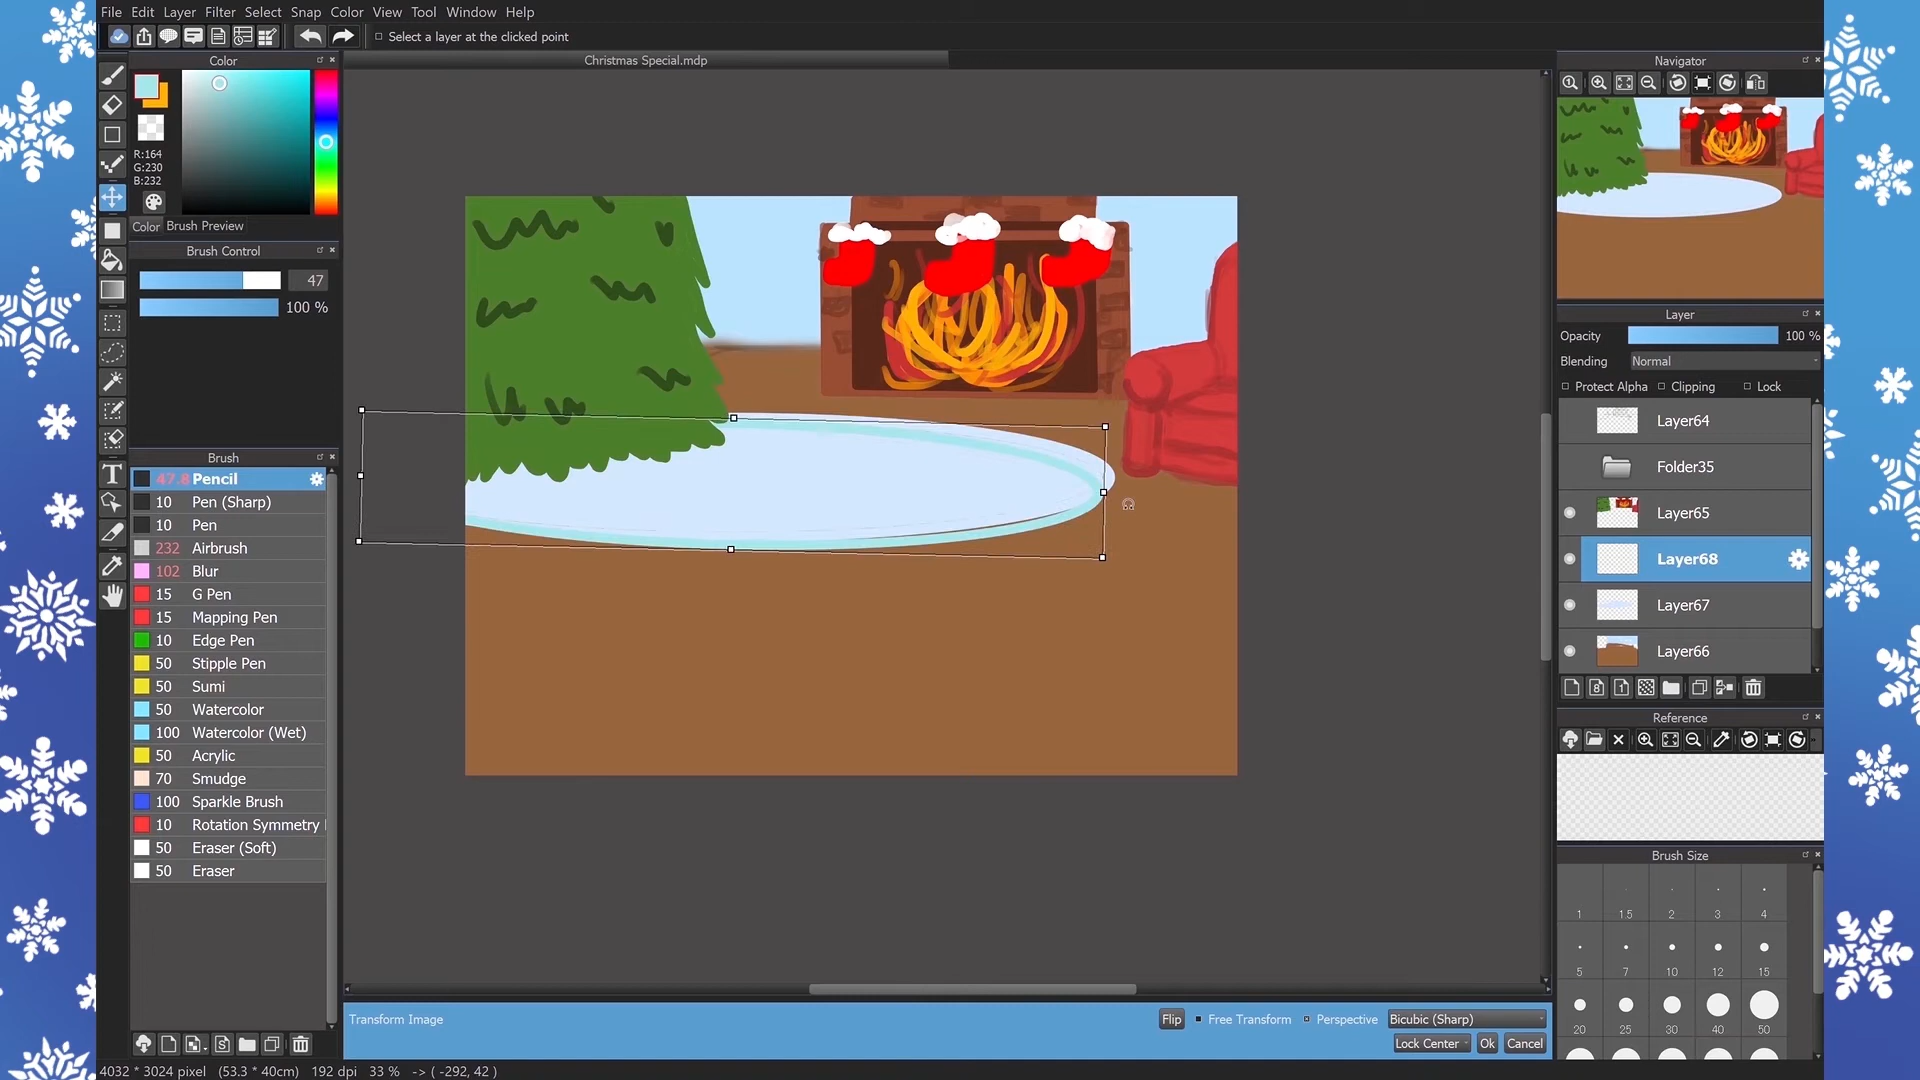 File Edit Layer Filter Select Snap Color View Tool Window Help
Select a layer at the clicked point
Color
Christmas Special.mdp
Navigator
R:164
G:230
B:232
Color Brush Preview
Brush Control
47
100 %
Layer
Opacity 100 %
Blending Normal
Protect Alpha Clipping Lock
Layer64
Folder35
Layer65
Layer68
Layer67
Layer66
Brush
47.8 Pencil
10 Pen (Sharp)
10 Pen
232 Airbrush
102 Blur
15 G Pen
15 Mapping Pen
10 Edge Pen
50 Stipple Pen
50 Sumi
50 Watercolor
100 Watercolor (Wet)
50 Acrylic
70 Smudge
100 Sparkle Brush
10 Rotation Symmetry
50 Eraser (Soft)
50 Eraser
Reference
Brush Size
1 1.5 2 3 4
5 7 10 12 15
20 25 30 40 50
Transform Image
Flip Free Transform Perspective Bicubic (Sharp)
Lock Center Ok Cancel
4032 * 3024 pixel (53.3 * 40cm) 192 dpi 33 % -> ( -292, 42 )